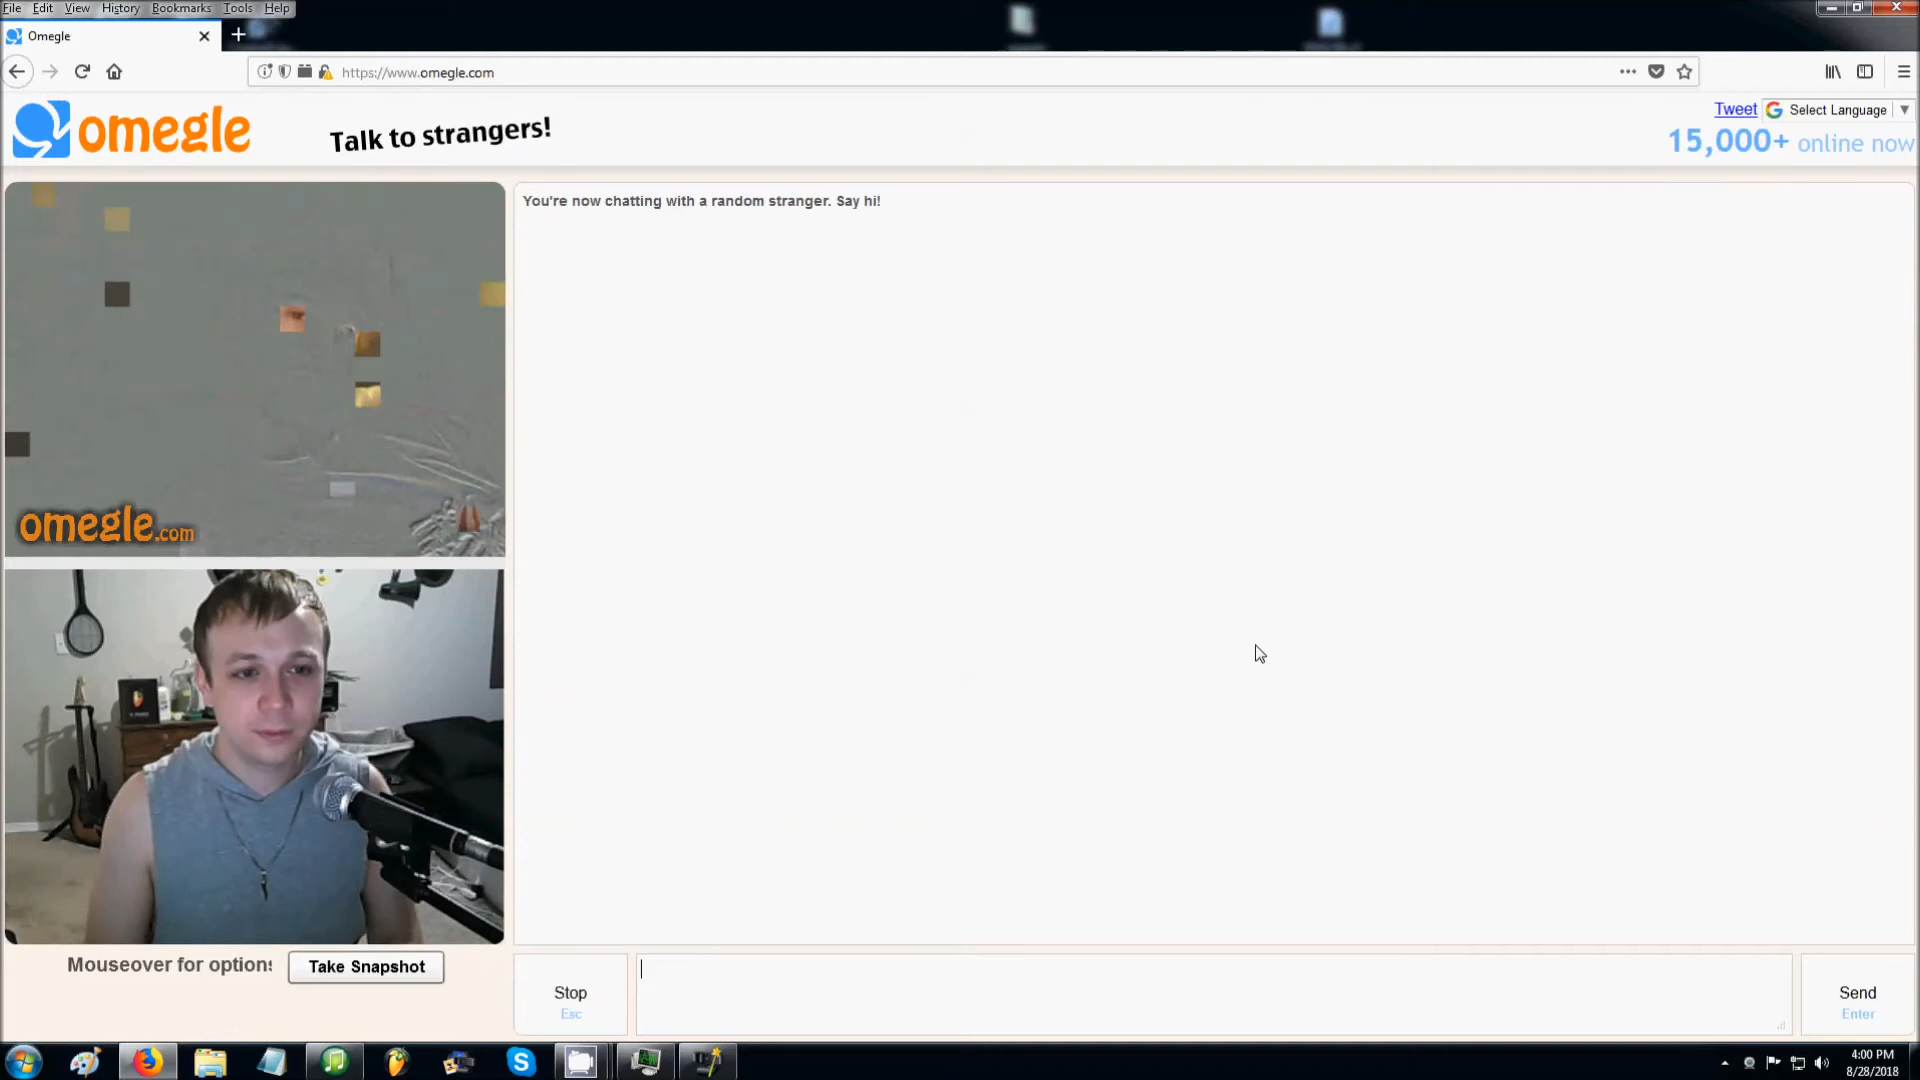 File Edit View History Bookmarks Tools Help
Omegle
https://www.omegle.com
omegle
Talk to strangers!
Tweet
Select Language
15,000+ online now
You're now chatting with a random stranger. Say hi!
omegle.com
Mouseover for options
Take Snapshot
Stop
Esc
Send
Enter
4:00 PM
8/28/2018